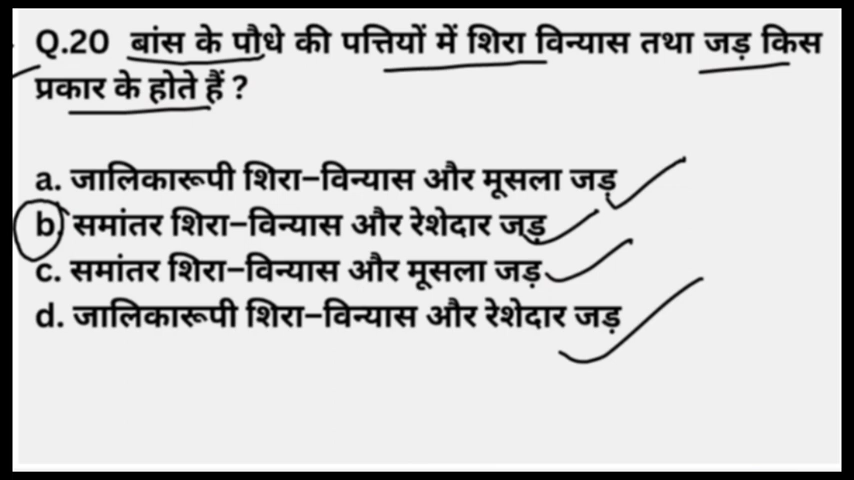 Q.20 बांस के पौधे की पत्तियों में शिरा विन्यास तथा जड़ किस
प्रकार के होते हैं ?
a. जालिकारूपी शिरा-विन्यास और मूसला जड़
b. समांतर शिरा-विन्यास और रेशेदार जड़
c. समांतर शिरा-विन्यास और मूसला जड़
d. जालिकारूपी शिरा-विन्यास और रेशेदार जड़